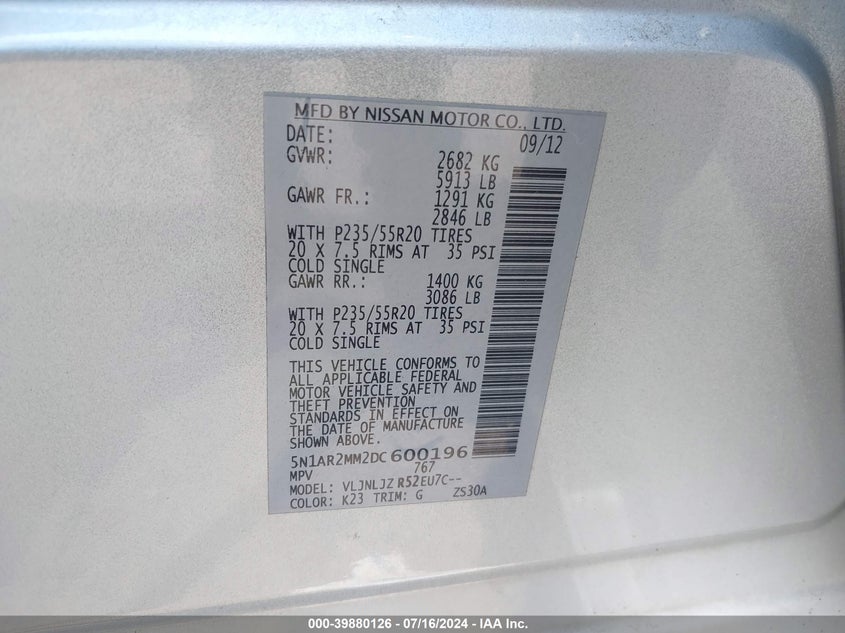 MFD BY NISSAN MOTOR CO., LTD.
DATE: 09/12
GVWR: 2682 KG
5913 LB
GAWR FR.: 1291 KG
2846 LB
WITH P235/55R20 TIRES
20 X 7.5 RIMS AT 35 PSI
COLD SINGLE
GAWR RR.: 1400 KG
3086 LB
WITH P235/55R20 TIRES
20 X 7.5 RIMS AT 35 PSI
COLD SINGLE
THIS VEHICLE CONFORMS TO
ALL APPLICABLE FEDERAL
MOTOR VEHICLE SAFETY AND
THEFT PREVENTION
STANDARDS IN EFFECT ON
THE DATE OF MANUFACTURE
SHOWN ABOVE.
5N1AR2MM2DC600196
MPV 767
MODEL: VLJNLJZ R52EU7C--
COLOR: K23 TRIM: G ZS30A
000-39880126 - 07/16/2024 - IAA Inc.